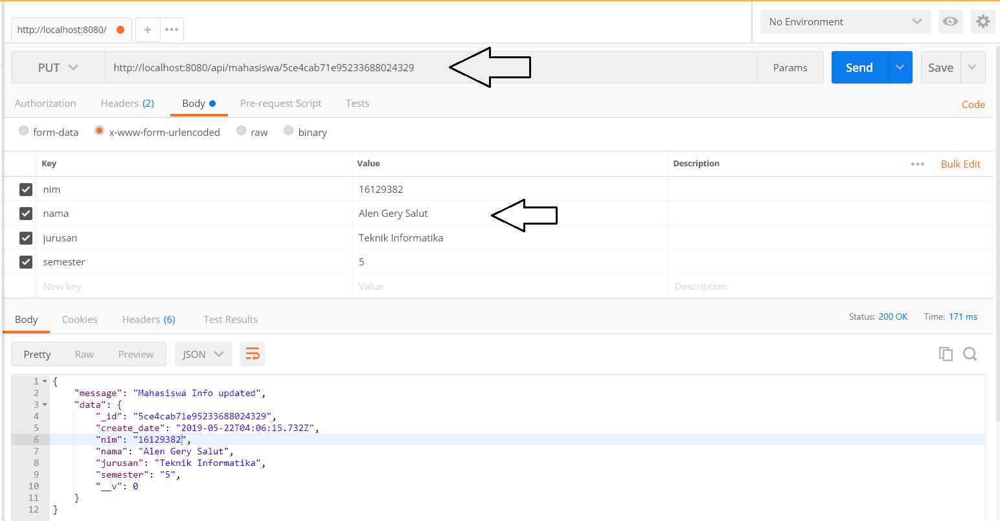 http://localhost:8080/ + •••
No Environment
PUT http://localhost:8080/api/mahasiswa/5ce4cab71e95233688024329 Params Send Save
Authorization Headers (2) Body Pre-request Script Tests Code
form-data x-www-form-urlencoded raw binary
Key Value Description ••• Bulk Edit
nim 16129382
nama Alen Gery Salut
jurusan Teknik Informatika
semester 5
New key Value Description
Body Cookies Headers (6) Test Results Status: 200 OK Time: 171 ms
Pretty Raw Preview JSON
1 {
2 "message": "Mahasiswa Info updated",
3 "data": {
4 "_id": "5ce4cab71e95233688024329",
5 "create_date": "2019-05-22T04:06:15.732Z",
6 "nim": "16129382",
7 "nama": "Alen Gery Salut",
8 "jurusan": "Teknik Informatika",
9 "semester": "5",
10 "__v": 0
11 }
12 }